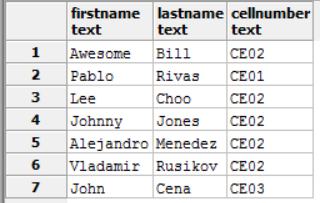 firstname lastname cellnumber
text text text
1 Awesome Bill CE02
2 Pablo Rivas CE01
3 Lee Choo CE02
4 Johnny Jones CE02
5 Alejandro Menedez CE02
6 Vladamir Rusikov CE02
7 John Cena CE03